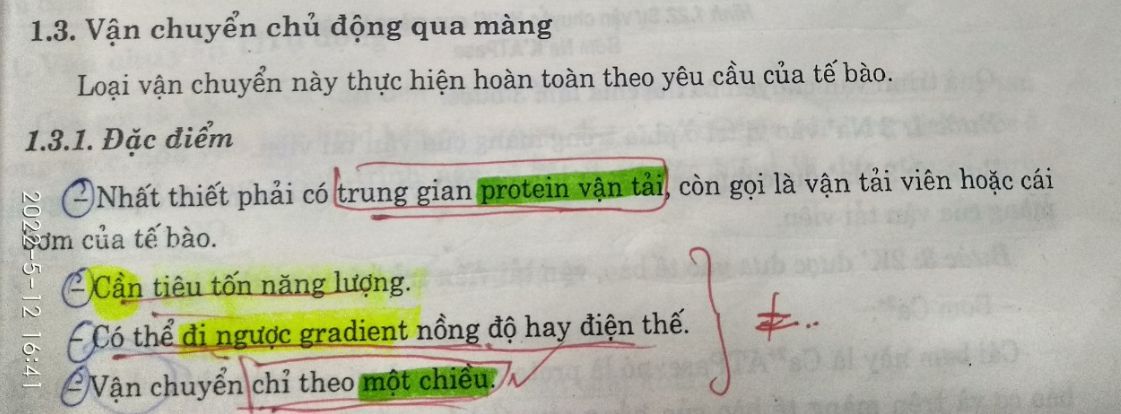 1.3. Vận chuyển chủ động qua màng
Loại vận chuyển này thực hiện hoàn toàn theo yêu cầu của tế bào.
1.3.1. Đặc điểm
- Nhất thiết phải có trung gian protein vận tải, còn gọi là vận tải viên hoặc cái
bơm của tế bào.
- Cần tiêu tốn năng lượng.
- Có thể đi ngược gradient nồng độ hay điện thế.
- Vận chuyển chỉ theo một chiều.
≠..
2022-5-12 16:41